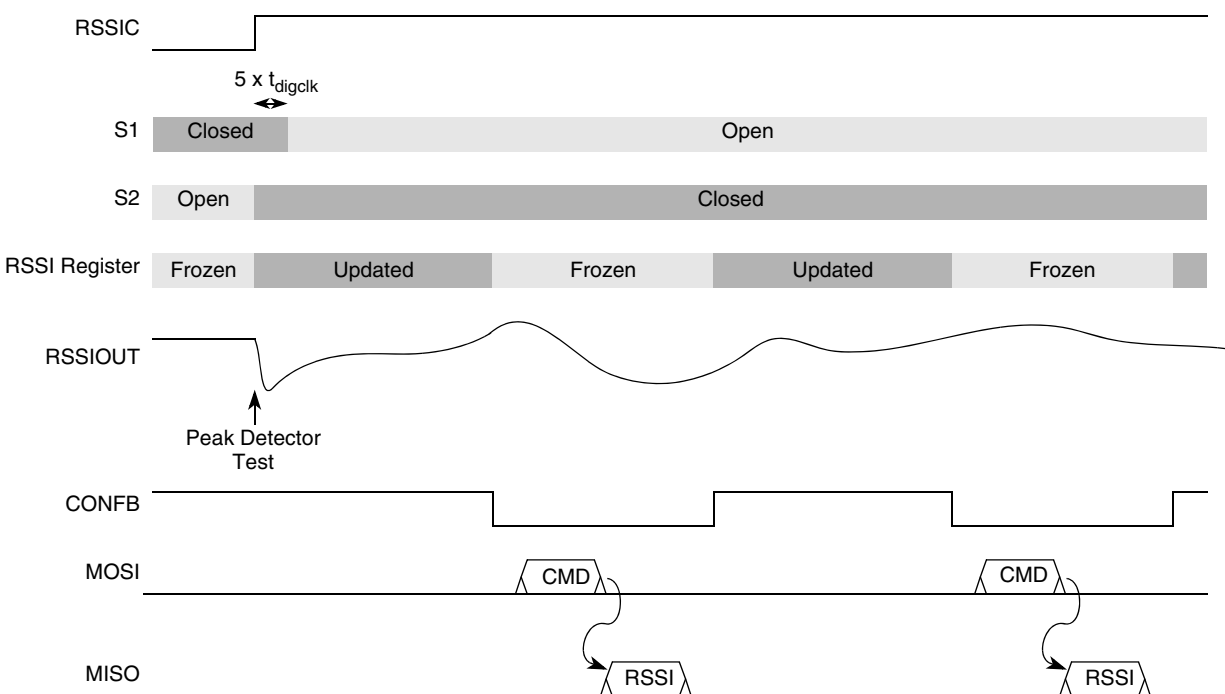 RSSIC
5 x tdigclk
S1 Closed Open
S2 Open Closed
RSSI Register Frozen Updated Frozen Updated Frozen
RSSIOUT
Peak Detector
Test
CONFB
MOSI CMD CMD
MISO RSSI RSSI